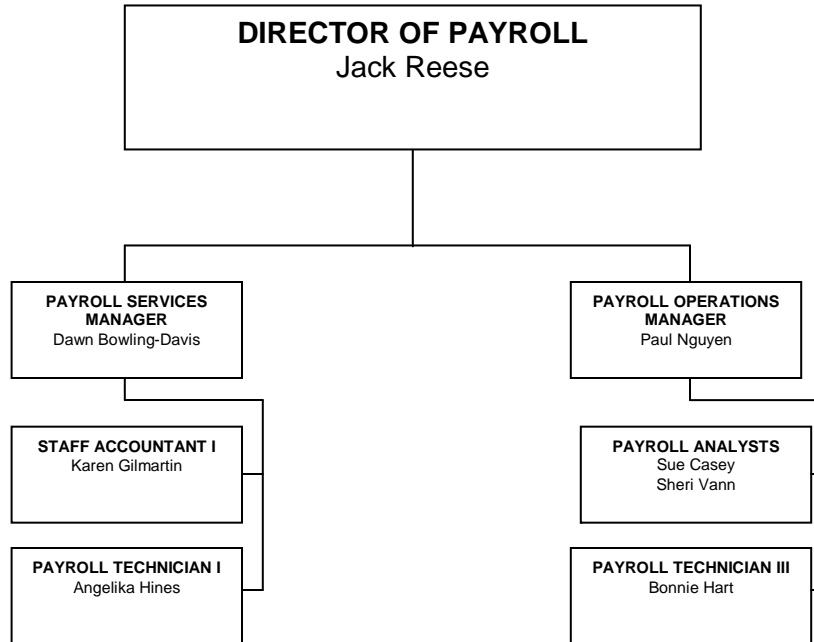 DIRECTOR OF PAYROLL
Jack Reese
PAYROLL SERVICES
MANAGER
Dawn Bowling-Davis
PAYROLL OPERATIONS
MANAGER
Paul Nguyen
STAFF ACCOUNTANT I
Karen Gilmartin
PAYROLL ANALYSTS
Sue Casey
Sheri Vann
PAYROLL TECHNICIAN I
Angelika Hines
PAYROLL TECHNICIAN III
Bonnie Hart